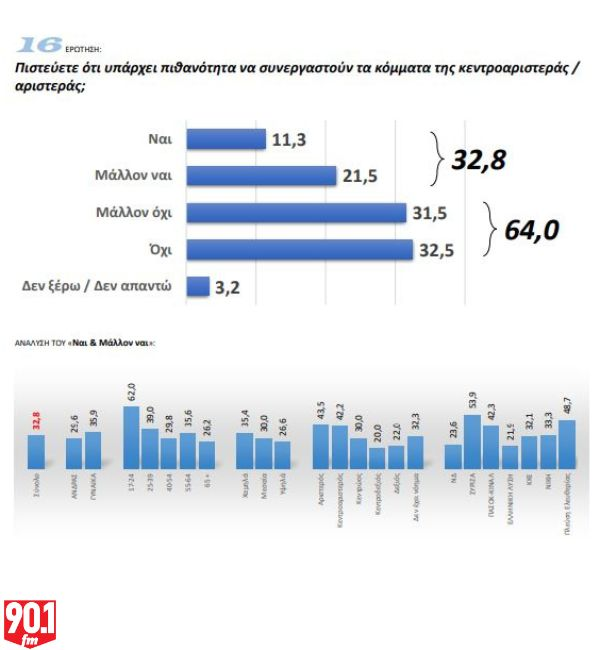 16 ΕΡΩΤΗΣΗ:
Πιστεύετε ότι υπάρχει πιθανότητα να συνεργαστούν τα κόμματα της κεντροαριστεράς /
αριστεράς;
Ναι 11,3
Μάλλον ναι 21,5
32,8
Μάλλον όχι 31,5
Όχι 32,5
64,0
Δεν ξέρω / Δεν απαντώ 3,2
ΑΝΑΛΥΣΗ ΤΟΥ «Ναι & Μάλλον ναι»:
32,8 29,6 35,9 62,0 39,0 29,8 35,6 26,2 35,4 30,0 26,6 43,5 42,2 30,0 20,0 22,0 32,3 23,6 53,9 42,3 21,9 32,1 33,3 48,7
Σύνολο ΑΝΔΡΑΣ ΓΥΝΑΙΚΑ 17-24 25-39 40-54 55-64 65 + Χαμηλά Μεσαία Υψηλά Αριστερός Κεντροαριστερός Κεντρώος Κεντροδεξιός Δεξιός Δεν έχει νόημα ΝΔ ΣΥΡΙΖΑ ΠΑΣΟΚ-ΚΙΝΑΛ ΕΛΛΗΝΙΚΗ ΛΥΣΗ ΚΚΕ ΝΙΚΗ Πλεύση Ελευθερίας
90.1
fm